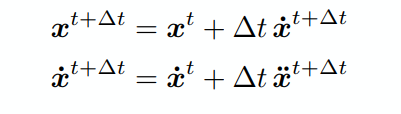 𝒙^{t+Δt} = 𝒙^t + Δt 𝒙̇^{t+Δt}
𝒙̇^{t+Δt} = 𝒙̇^t + Δt 𝒙̈^{t+Δt}